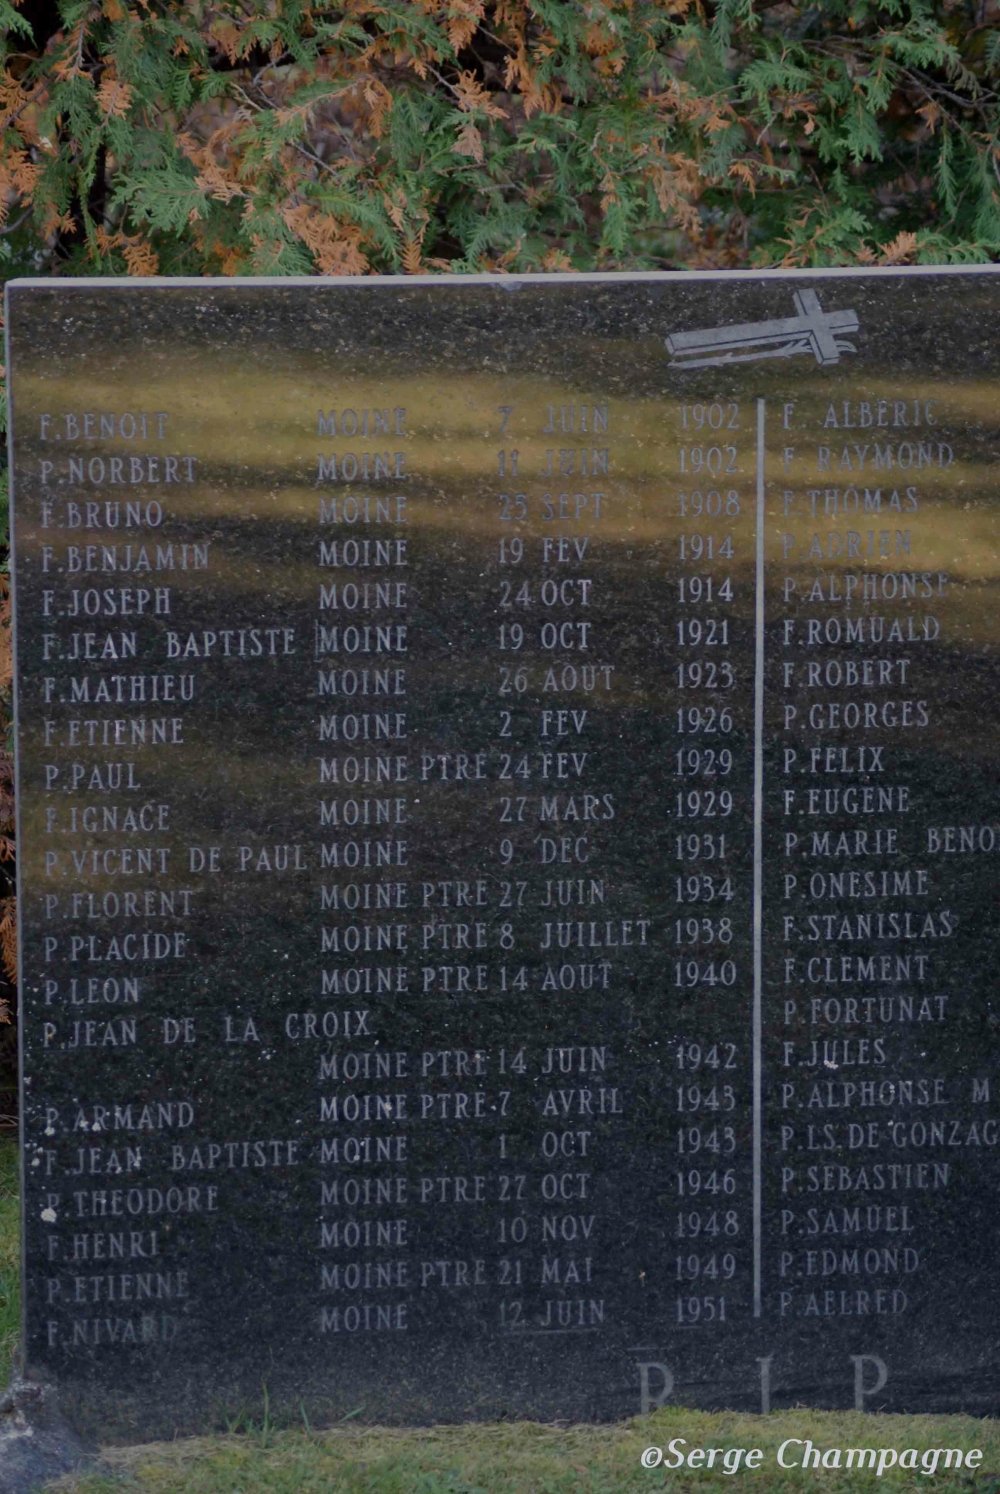 F. BENOIT MOINE 7 JUIN 1902
P. NORBERT MOINE 11 JUIN 1902
F. BRUNO MOINE 25 SEPT 1908
F. BENJAMIN MOINE 19 FEV 1914
F. JOSEPH MOINE 24 OCT 1914
F. JEAN BAPTISTE MOINE 19 OCT 1921
F. MATHIEU MOINE 26 AOUT 1923
F. ETIENNE MOINE 2 FEV 1926
P. PAUL MOINE PTRE 24 FEV 1929
F. IGNACE MOINE 27 MARS 1929
P. VICENT DE PAUL MOINE 9 DEC 1931
P. FLORENT MOINE PTRE 27 JUIN 1934
P. PLACIDE MOINE PTRE 8 JUILLET 1938
P. LEON MOINE PTRE 14 AOUT 1940
P. JEAN DE LA CROIX
MOINE PTRE 14 JUIN 1942
P. ARMAND MOINE PTRE 7 AVRIL 1943
F. JEAN BAPTISTE MOINE 1 OCT 1943
P. THEODORE MOINE PTRE 27 OCT 1946
F. HENRI MOINE 10 NOV 1948
P. ETIENNE MOINE PTRE 21 MAI 1949
F. NIVARD MOINE 12 JUIN 1951
F. ALBÉRIC
F. RAYMOND
F. THOMAS
P. ADRIEN
P. ALPHONSE
F. ROMUALD
F. ROBERT
P. GEORGES
P. FELIX
F. EUGENE
P. MARIE BENO
P. ONESIME
F. STANISLAS
F. CLEMENT
P. FORTUNAT
F. JULES
P. ALPHONSE M
P. LS. DE GONZAG
P. SEBASTIEN
P. SAMUEL
P. EDMOND
P. AELRED
R I P
©Serge Champagne